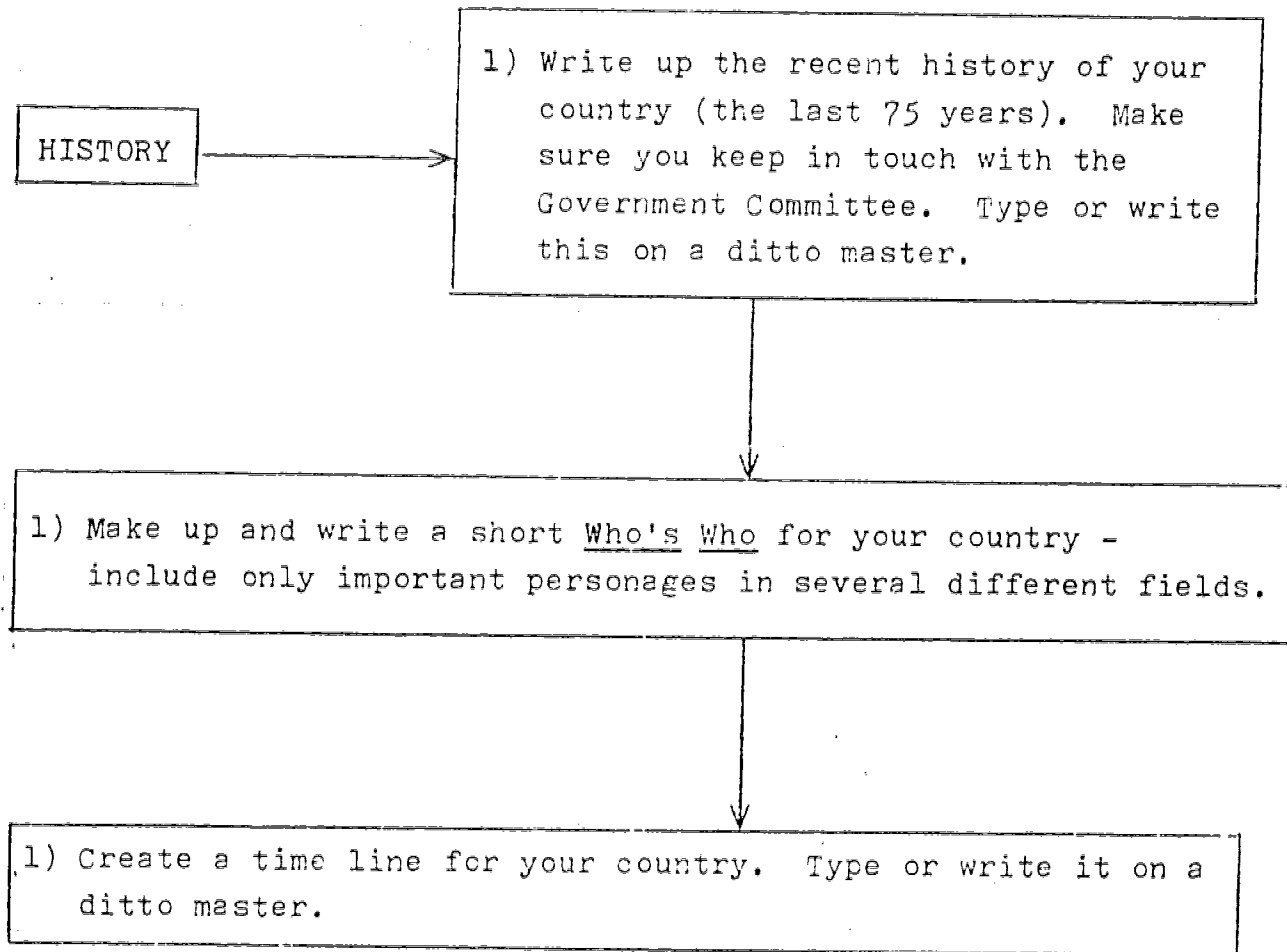 HISTORY
1) Write up the recent history of your
country (the last 75 years). Make
sure you keep in touch with the
Government Committee. Type or write
this on a ditto master.
1) Make up and write a short Who's Who for your country -
include only important personages in several different fields.
1) Create a time line for your country. Type or write it on a
ditto master.